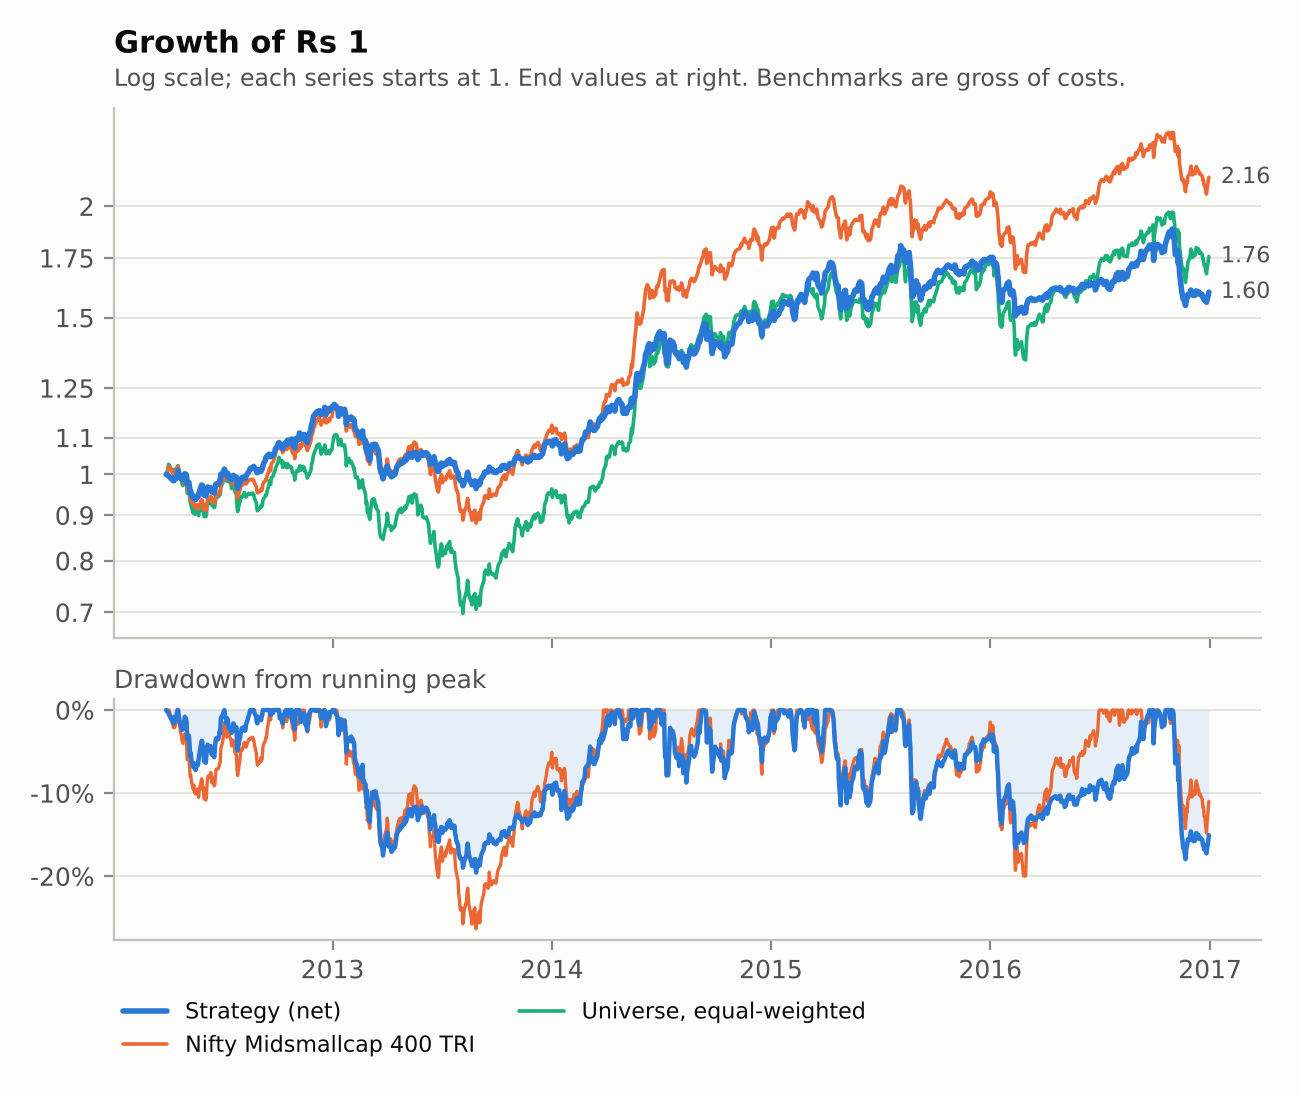 Growth of Rs 1
Log scale; each series starts at 1. End values at right. Benchmarks are gross of costs.
2.16
2
1.75
1.76
1.60
1.5
1.25
1.1
1
0.9
0.8
0.7
Drawdown from running peak
0%
-10%
-20%
2013 2014 2015 2016 2017
Strategy (net) Universe, equal-weighted
Nifty Midsmallcap 400 TRI